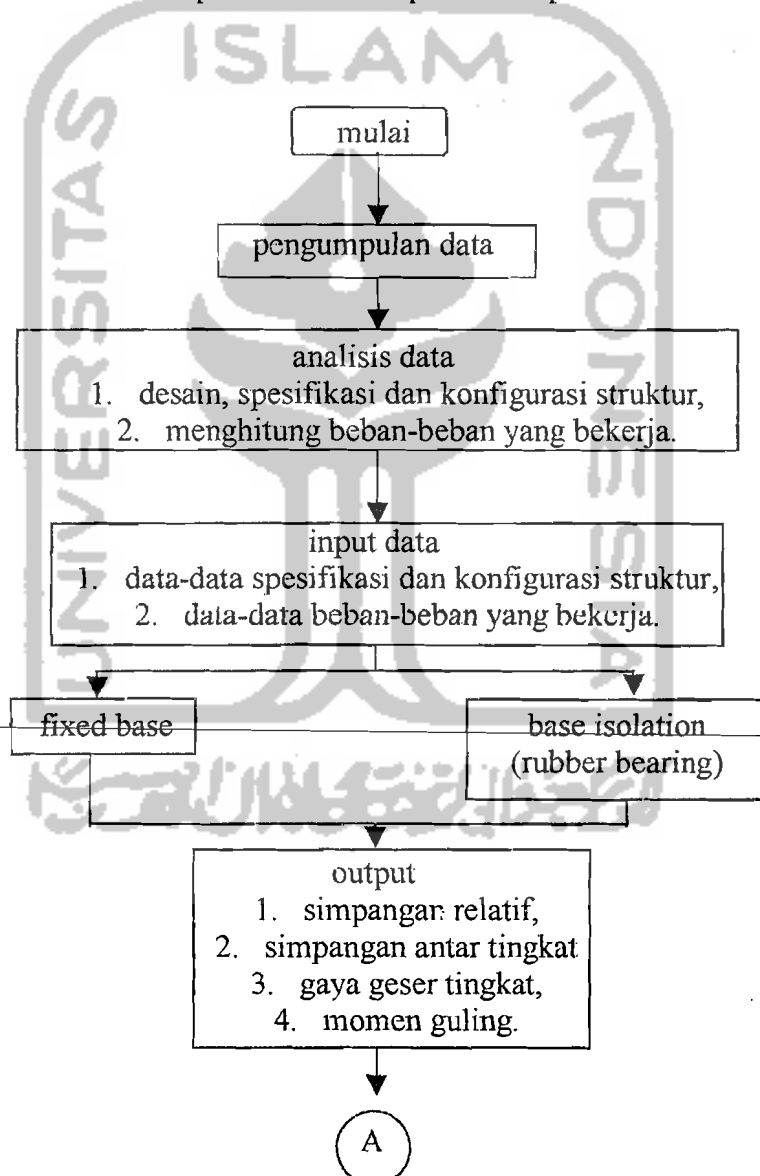 ISLAM
UNIVERSITAS
INDONESIA
mulai
pengumpulan data
analisis data
1. desain, spesifikasi dan konfigurasi struktur,
2. menghitung beban-beban yang bekerja.
input data
1. data-data spesifikasi dan konfigurasi struktur,
2. data-data beban-beban yang bekerja.
fixed base
base isolation
(rubber bearing)
output
1. simpangan relatif,
2. simpangan antar tingkat
3. gaya geser tingkat,
4. momen guling.
A